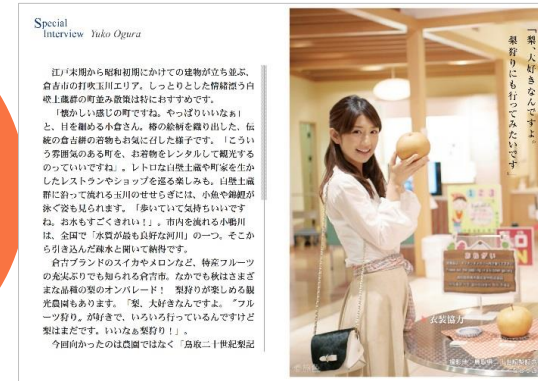 Special
Interview Yuko Ogura
江戸末期から昭和初期にかけての建物が立ち並ぶ、
倉吉市の打吹玉川エリア。しっとりとした情緒漂う白
壁土蔵群の町並み散策は特におすすめです。
「懐かしい感じの町ですね。やっぱりいいなぁ！
と、目を細める小倉さん。椿の絵柄を織り出した、伝
統の倉吉絣の着物もお気に召した様子です。「こうい
う雰囲気のある町を、お着物をレンタルして観光する
のっていいですね」。レトロな白壁土蔵や町家を生か
したレストランやショップを巡る楽しみも。白壁土蔵
群に沿って流れる玉川のせせらぎには、小魚や錦鯉が
泳ぐ姿も見られます。「歩いていて気持ちいいです
ね。お水もすごくきれい！」。市内を流れる小鴨川
は、全国で「水質が最も良好な河川」の一つ。そこか
ら引き込んだ疎水と聞いて納得です。
倉吉ブランドのスイカやメロンなど、特産フルーツ
の充実ぶりでも知られる倉吉市。なかでも秋はさまざ
まな品種の梨のオンパレード！ 梨狩りが楽しめる観
光農園もあります。「梨、大好きなんですよ。〝フル
ーツ狩り〟が好きで、いろいろ行っているんですけど
梨はまだです。いいなぁ梨狩り！」。
今回向かったのは農園ではなく「鳥取二十世紀梨記
「梨、大好きなんですよ。
梨狩りにも行ってみたいです」
衣装協力